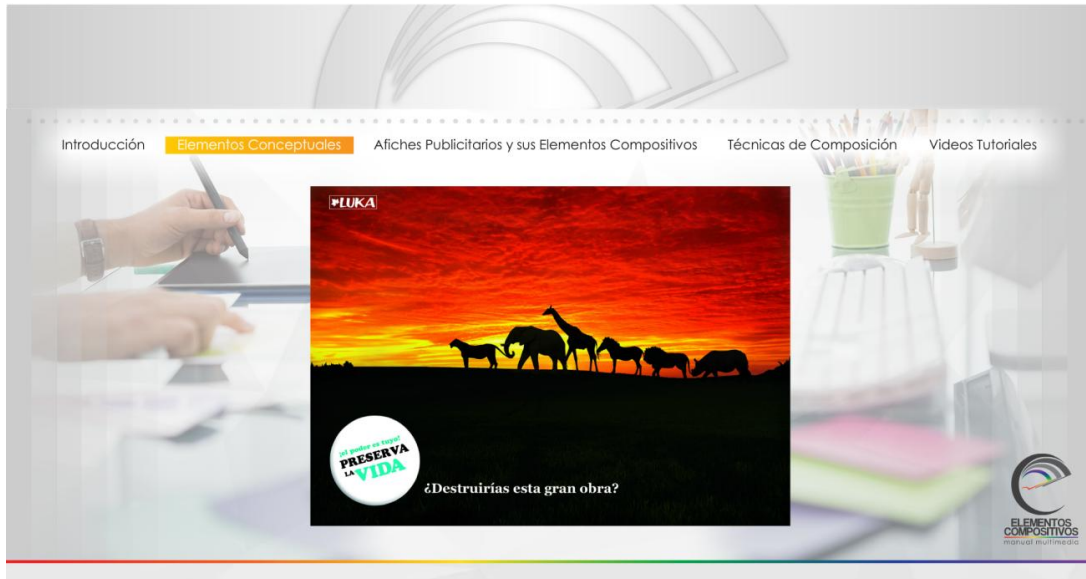 Introducción
Elementos Conceptuales
Afiches Publicitarios y sus Elementos Compositivos
Técnicas de Composición
Videos Tutoriales
LUKA
¡el poder es tuyo!
PRESERVA
LA VIDA
¿Destruirías esta gran obra?
ELEMENTOS
COMPOSITIVOS
manual multimedia